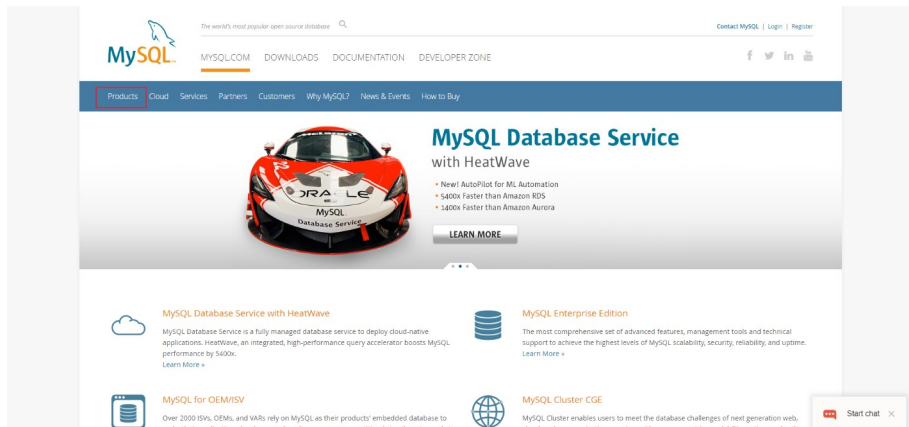 The world's most popular open source database
Contact MySQL | Login | Register
MySQL
MYSQL.COM DOWNLOADS DOCUMENTATION DEVELOPER ZONE
Products Cloud Services Partners Customers Why MySQL? News & Events How to Buy
MySQL Database Service
with HeatWave
• New! AutoPilot for ML Automation
• 5400x Faster than Amazon RDS
• 1400x Faster than Amazon Aurora
LEARN MORE
ORACLE
MySQL
Database Service
MySQL Database Service with HeatWave
MySQL Database Service is a fully managed database service to deploy cloud-native
applications. HeatWave, an integrated, high-performance query accelerator boosts MySQL
performance by 5400x.
Learn More »
MySQL Enterprise Edition
The most comprehensive set of advanced features, management tools and technical
support to achieve the highest levels of MySQL scalability, security, reliability, and uptime.
Learn More »
MySQL for OEM/ISV
Over 2000 ISVs, OEMs, and VARs rely on MySQL as their products' embedded database to
MySQL Cluster CGE
MySQL Cluster enables users to meet the database challenges of next generation web,
Start chat